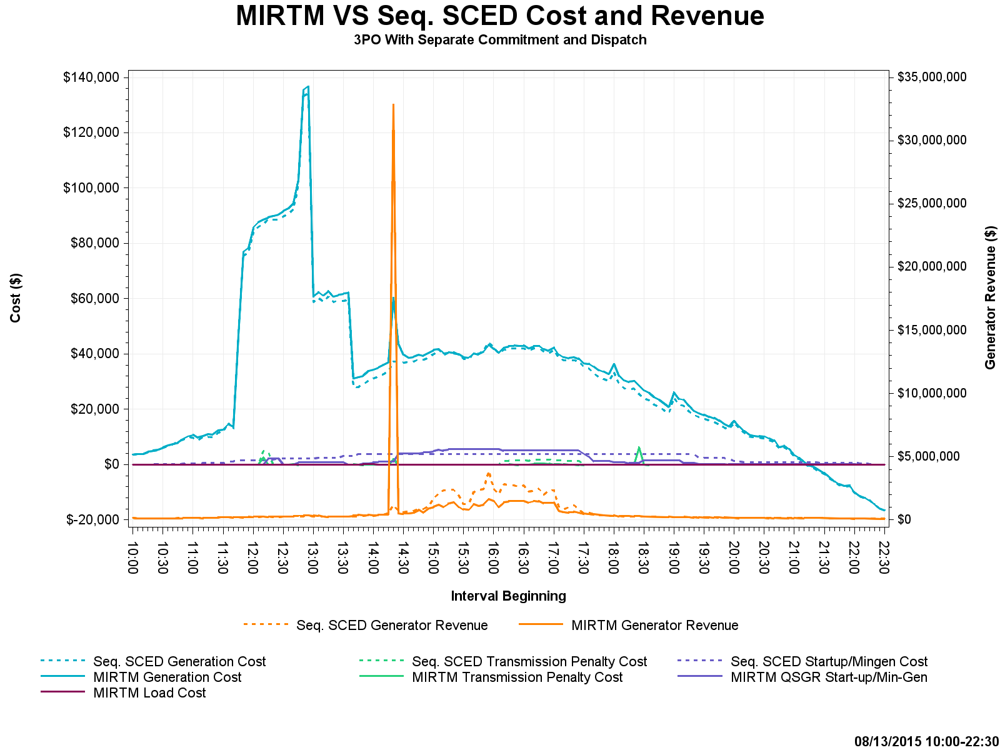 MIRTM VS Seq. SCED Cost and Revenue
3PO With Separate Commitment and Dispatch
$140,000
$120,000
$100,000
$80,000
$60,000
$40,000
$20,000
$0
$-20,000
Cost ($)
$35,000,000
$30,000,000
$25,000,000
$20,000,000
$15,000,000
$10,000,000
$5,000,000
$0
Generator Revenue ($)
10:00 10:30 11:00 11:30 12:00 12:30 13:00 13:30 14:00 14:30 15:00 15:30 16:00 16:30 17:00 17:30 18:00 18:30 19:00 19:30 20:00 20:30 21:00 21:30 22:00 22:30
Interval Beginning
Seq. SCED Generator Revenue MIRTM Generator Revenue
Seq. SCED Generation Cost Seq. SCED Transmission Penalty Cost Seq. SCED Startup/Mingen Cost
MIRTM Generation Cost MIRTM Transmission Penalty Cost MIRTM QSGR Start-up/Min-Gen
MIRTM Load Cost
08/13/2015 10:00-22:30